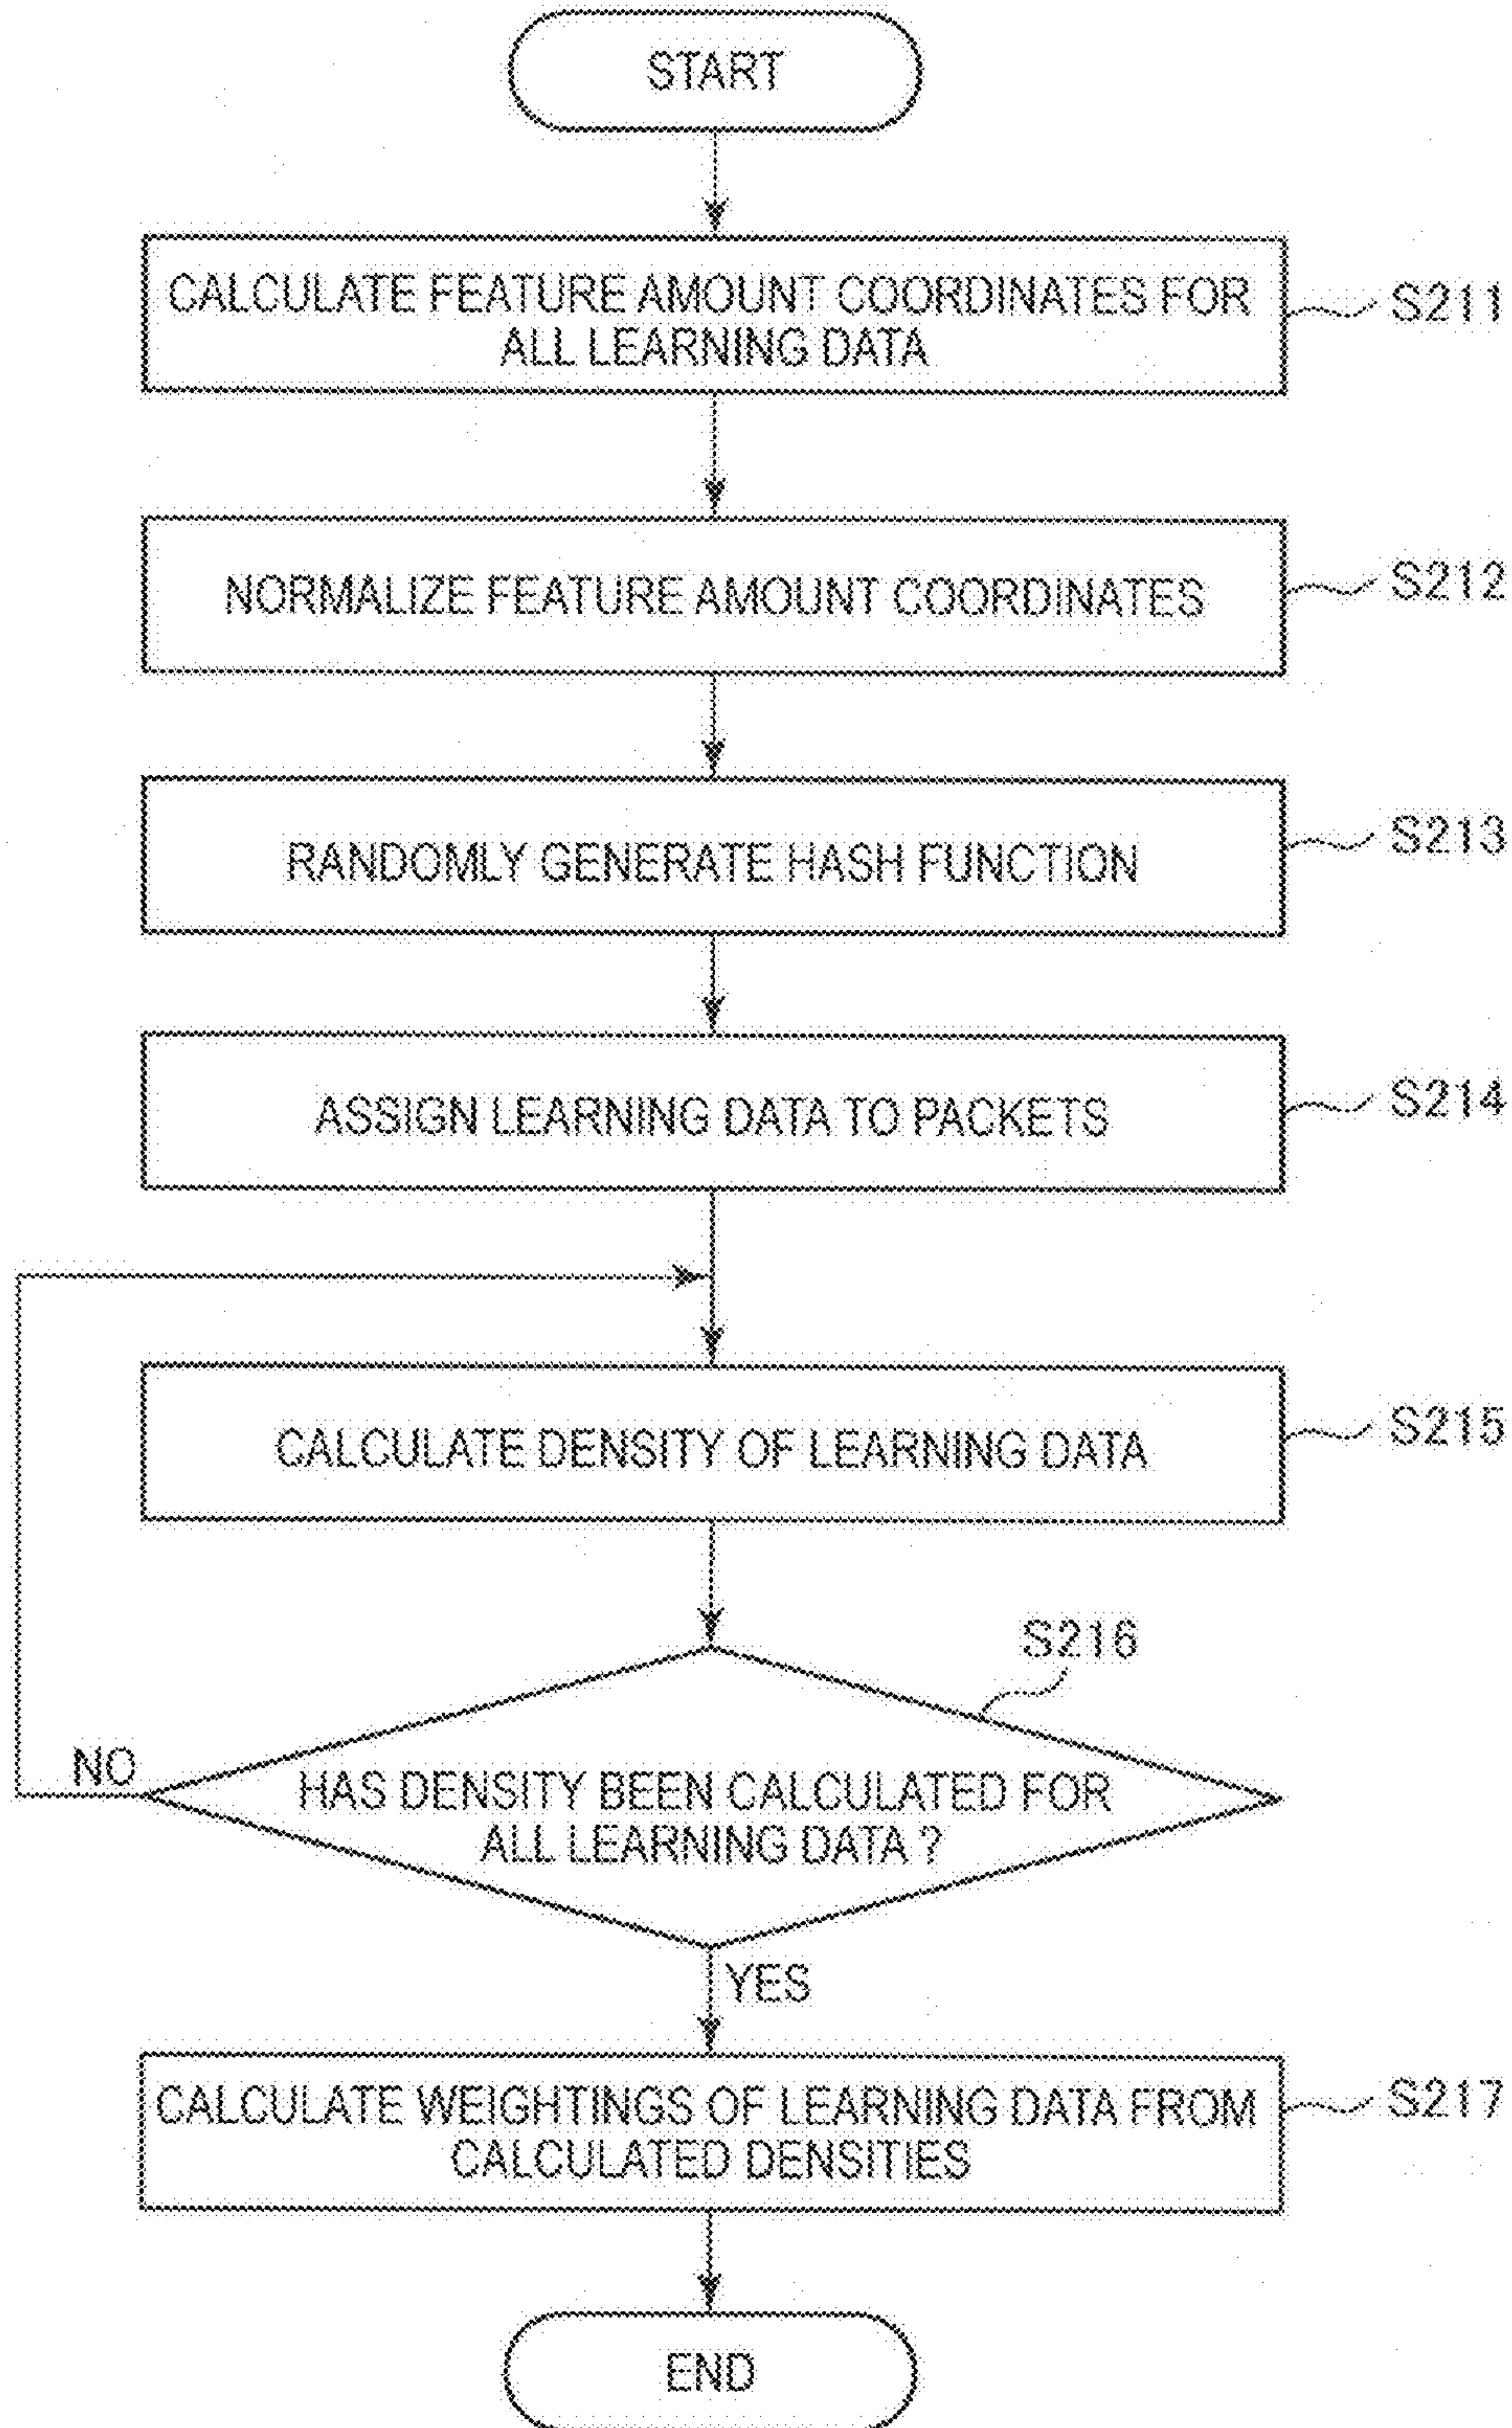 START
CALCULATE FEATURE AMOUNT COORDINATES FOR
ALL LEARNING DATA
S211
NORMALIZE FEATURE AMOUNT COORDINATES
S212
RANDOMLY GENERATE HASH FUNCTION
S213
ASSIGN LEARNING DATA TO PACKETS
S214
CALCULATE DENSITY OF LEARNING DATA
S215
S216
NO
HAS DENSITY BEEN CALCULATED FOR
ALL LEARNING DATA ?
YES
CALCULATE WEIGHTINGS OF LEARNING DATA FROM
CALCULATED DENSITIES
S217
END